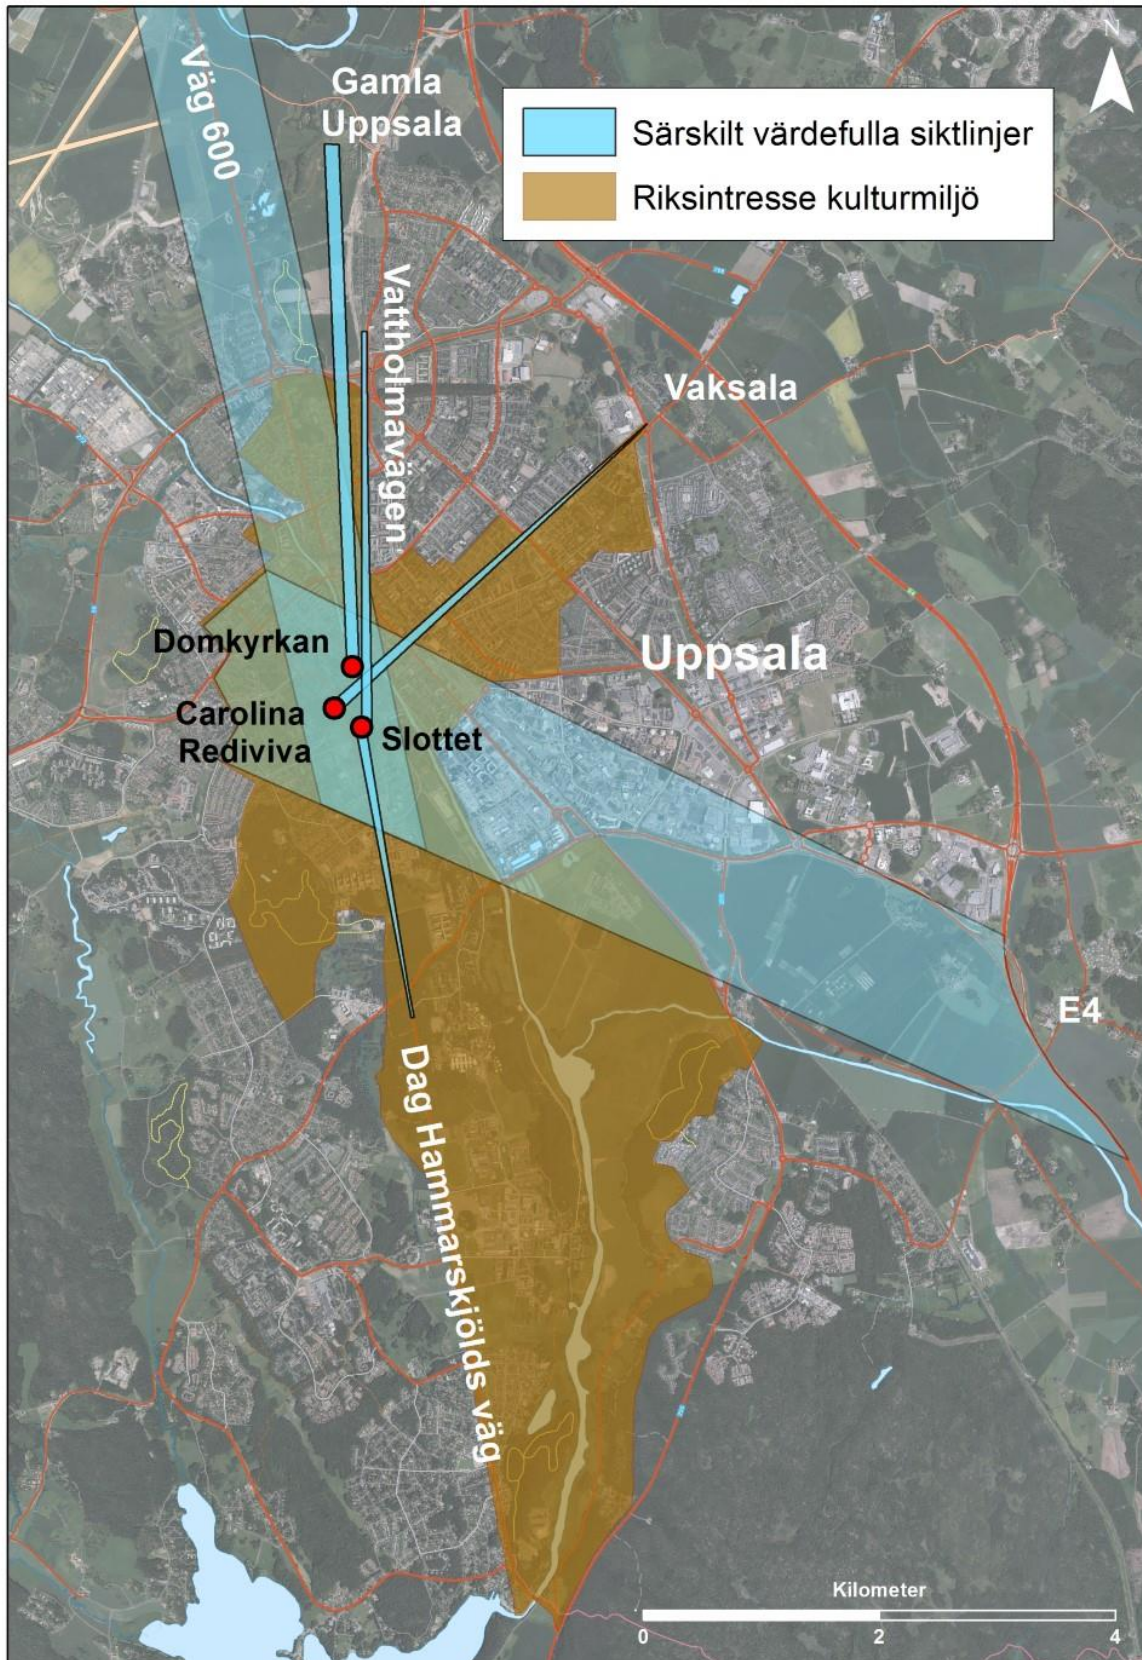 Väg 600
Gamla
Uppsala
N
Särskilt värdefulla siktlinjer
Riksintresse kulturmiljö
Vattholmavägen
Vaksala
Domkyrkan
Uppsala
Carolina
Rediviva
Slottet
E4
Dag Hammarskjölds väg
Kilometer
0 2 4